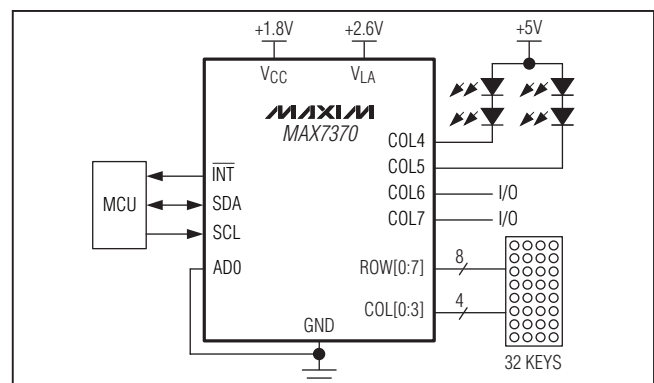 +1.8V
+2.6V
+5V
VCC
VLA
MAXIM
MAX7370
COL4
COL5
COL6
I/O
COL7
I/O
MCU
INT
SDA
SCL
AD0
ROW[0:7]
8
COL[0:3]
4
GND
32 KEYS